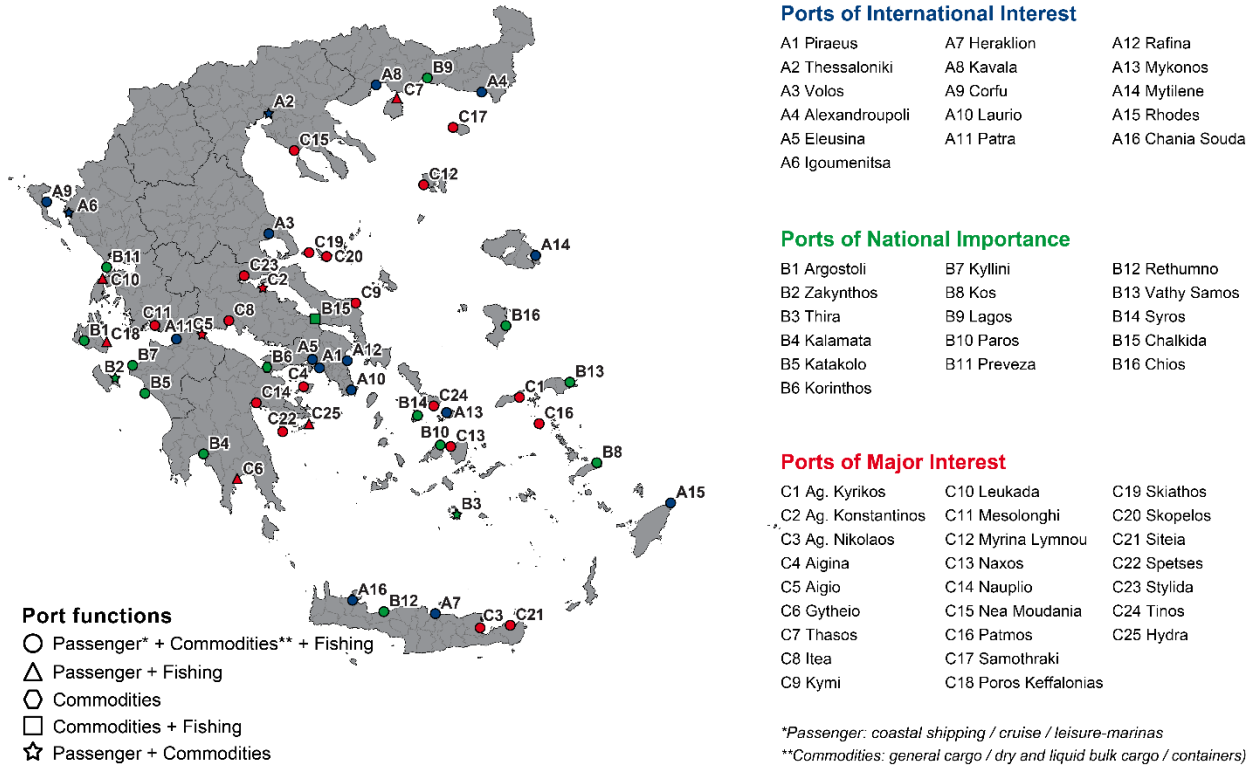 A8
B9
A4
C7
A2
C17
C15
C12
A9
A6
A3
C19
C20
A14
B11
C10
C23
C2
C9
B15
B16
C11
A11
C5
C8
B1
C18
B7
B2
B5
B6
A5
A1
A12
A10
C4
C14
C25
C22
C24
B14
A13
C1
B13
C16
B10
C13
B4
C6
B8
B3
A15
A16
B12
A7
C3
C21
Port functions
Passenger* + Commodities** + Fishing
Passenger + Fishing
Commodities
Commodities + Fishing
Passenger + Commodities
Ports of International Interest
A1 Piraeus
A2 Thessaloniki
A3 Volos
A4 Alexandroupoli
A5 Eleusina
A6 Igoumenitsa
A7 Heraklion
A8 Kavala
A9 Corfu
A10 Laurio
A11 Patra
A12 Rafina
A13 Mykonos
A14 Mytilene
A15 Rhodes
A16 Chania Souda
Ports of National Importance
B1 Argostoli
B2 Zakynthos
B3 Thira
B4 Kalamata
B5 Katakolo
B6 Korinthos
B7 Kyllini
B8 Kos
B9 Lagos
B10 Paros
B11 Preveza
B12 Rethumno
B13 Vathy Samos
B14 Syros
B15 Chalkida
B16 Chios
Ports of Major Interest
C1 Ag. Kyrikos
C2 Ag. Konstantinos
C3 Ag. Nikolaos
C4 Aigina
C5 Aigio
C6 Gytheio
C7 Thasos
C8 Itea
C9 Kymi
C10 Leukada
C11 Mesolonghi
C12 Myrina Lymnou
C13 Naxos
C14 Nauplio
C15 Nea Moudania
C16 Patmos
C17 Samothraki
C18 Poros Keffalonias
C19 Skiathos
C20 Skopelos
C21 Siteia
C22 Spetses
C23 Stylida
C24 Tinos
C25 Hydra
*Passenger: coastal shipping / cruise / leisure-marinas
**Commodities: general cargo / dry and liquid bulk cargo / containers)